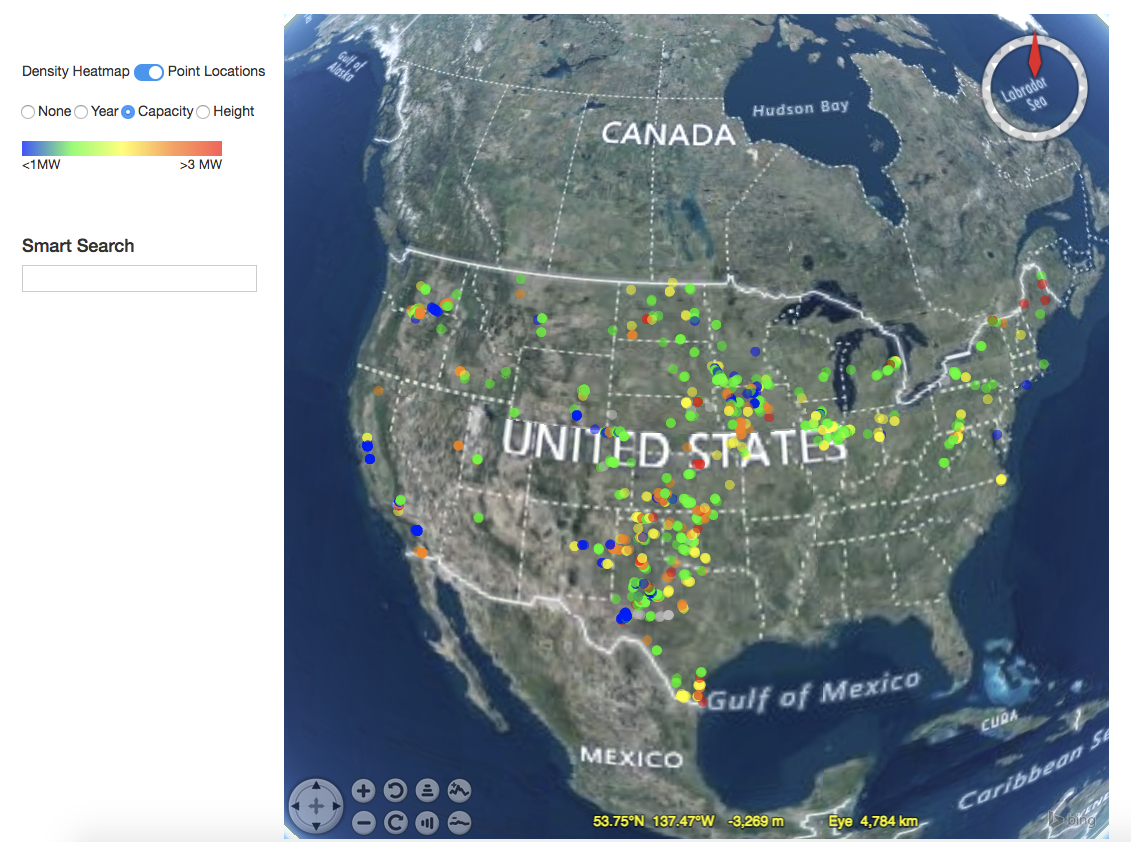 Density Heatmap Point Locations
None Year Capacity Height
<1MW >3 MW
Smart Search
Gulf of
Alaska
Hudson Bay
Labrador
Sea
CANADA
UNITED STATES
Gulf of Mexico
MEXICO
CUBA
Caribbean Se
VENE
53.75°N 137.47°W -3,269 m Eye 4,784 km
bing